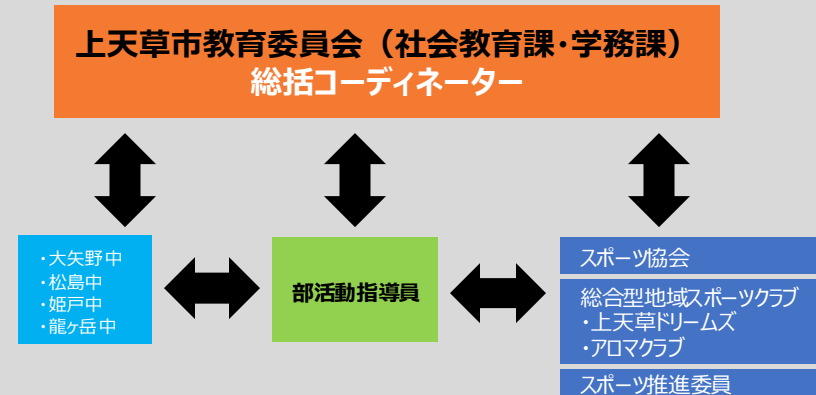 上天草市教育委員会（社会教育課･学務課）
総括コーディネーター
・大矢野中
・松島中
・姫戸中
・龍ヶ岳中
部活動指導員
スポーツ協会
総合型地域スポーツクラブ
・上天草ドリームズ
・アロマクラブ
スポーツ推進委員